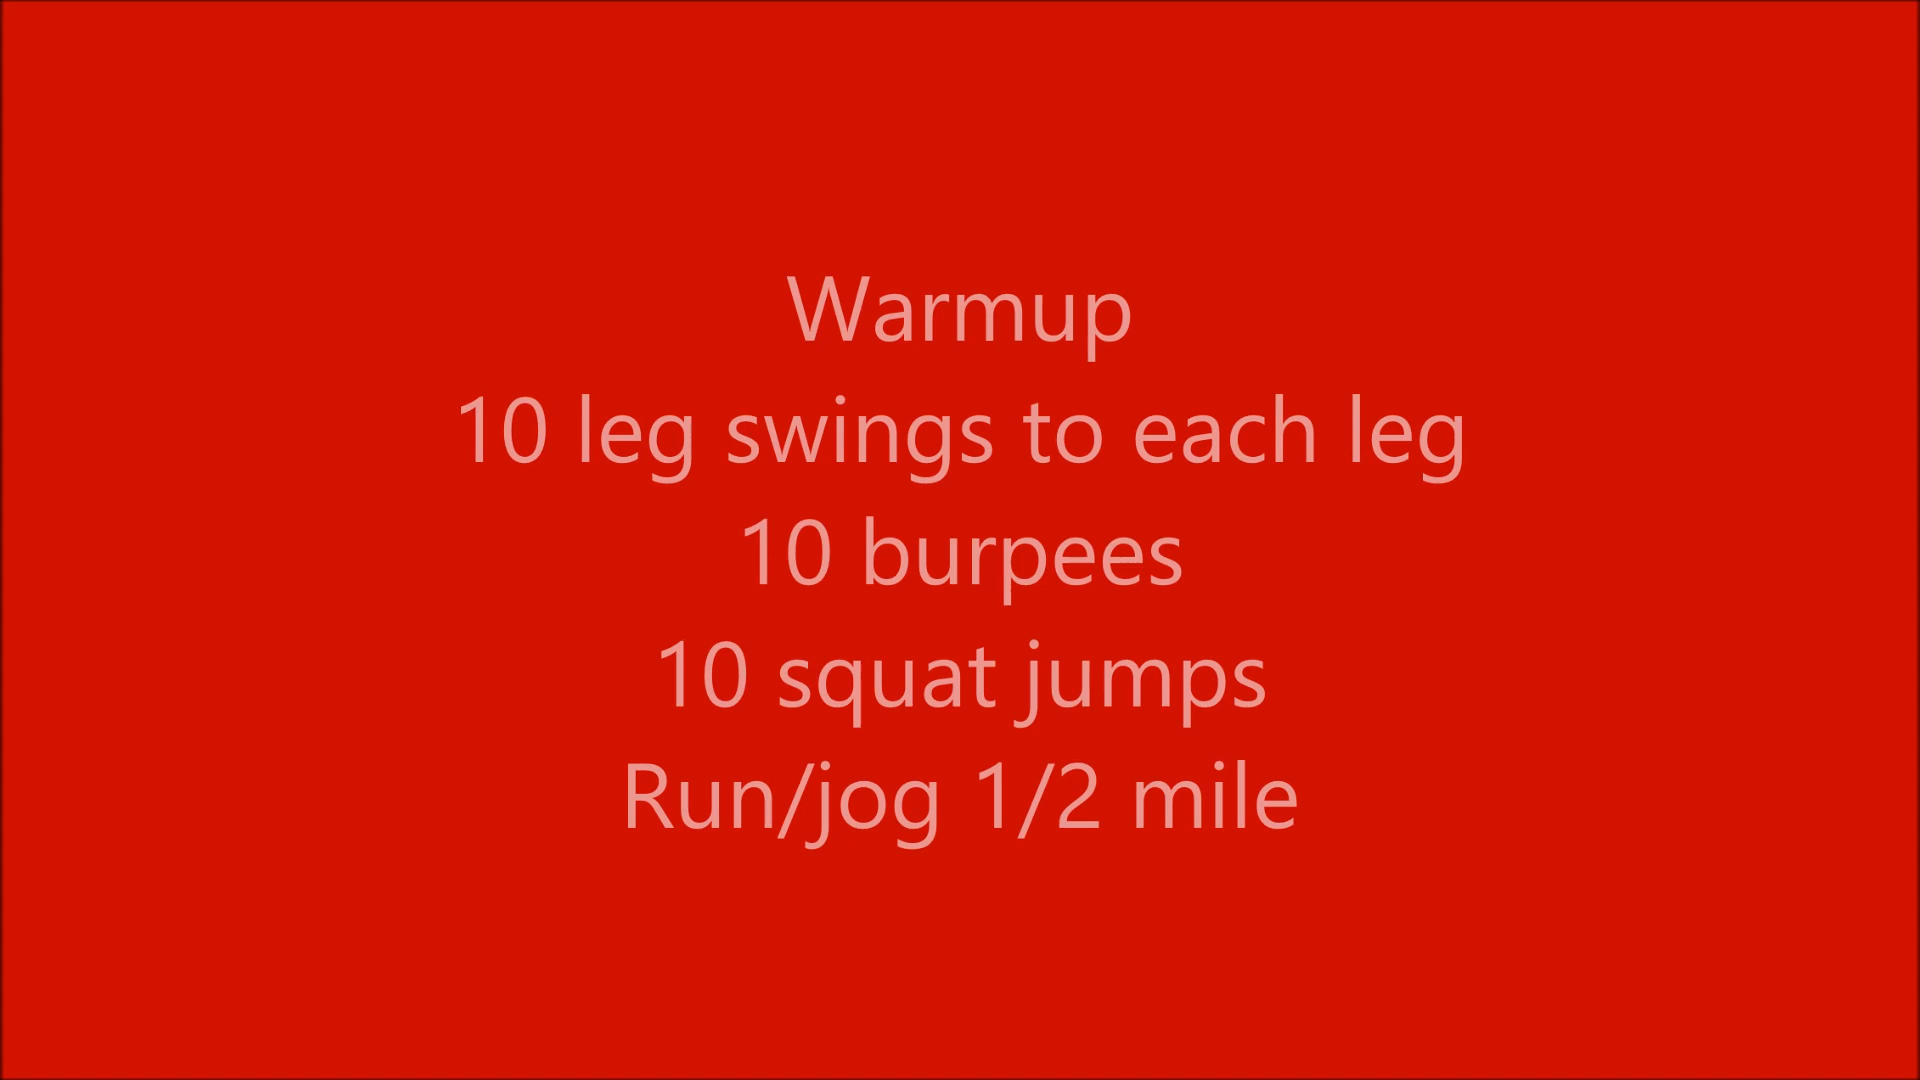 Warmup
10 leg swings to each leg
10 burpees
10 squat jumps
Run/jog 1/2 mile